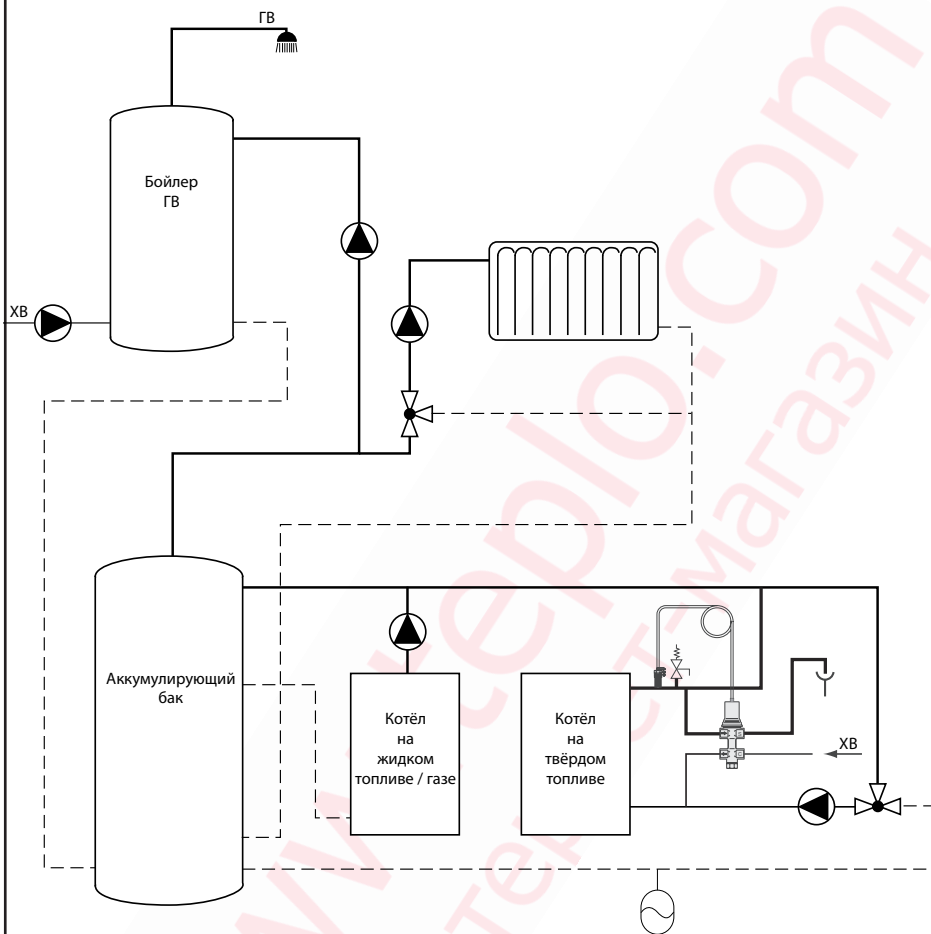 ГВ
Бойлер
ГВ
ХВ
Аккумулирующий
бак
Котёл
на
жидком
топливе / газе
Котёл
на
твёрдом
топливе
ХВ